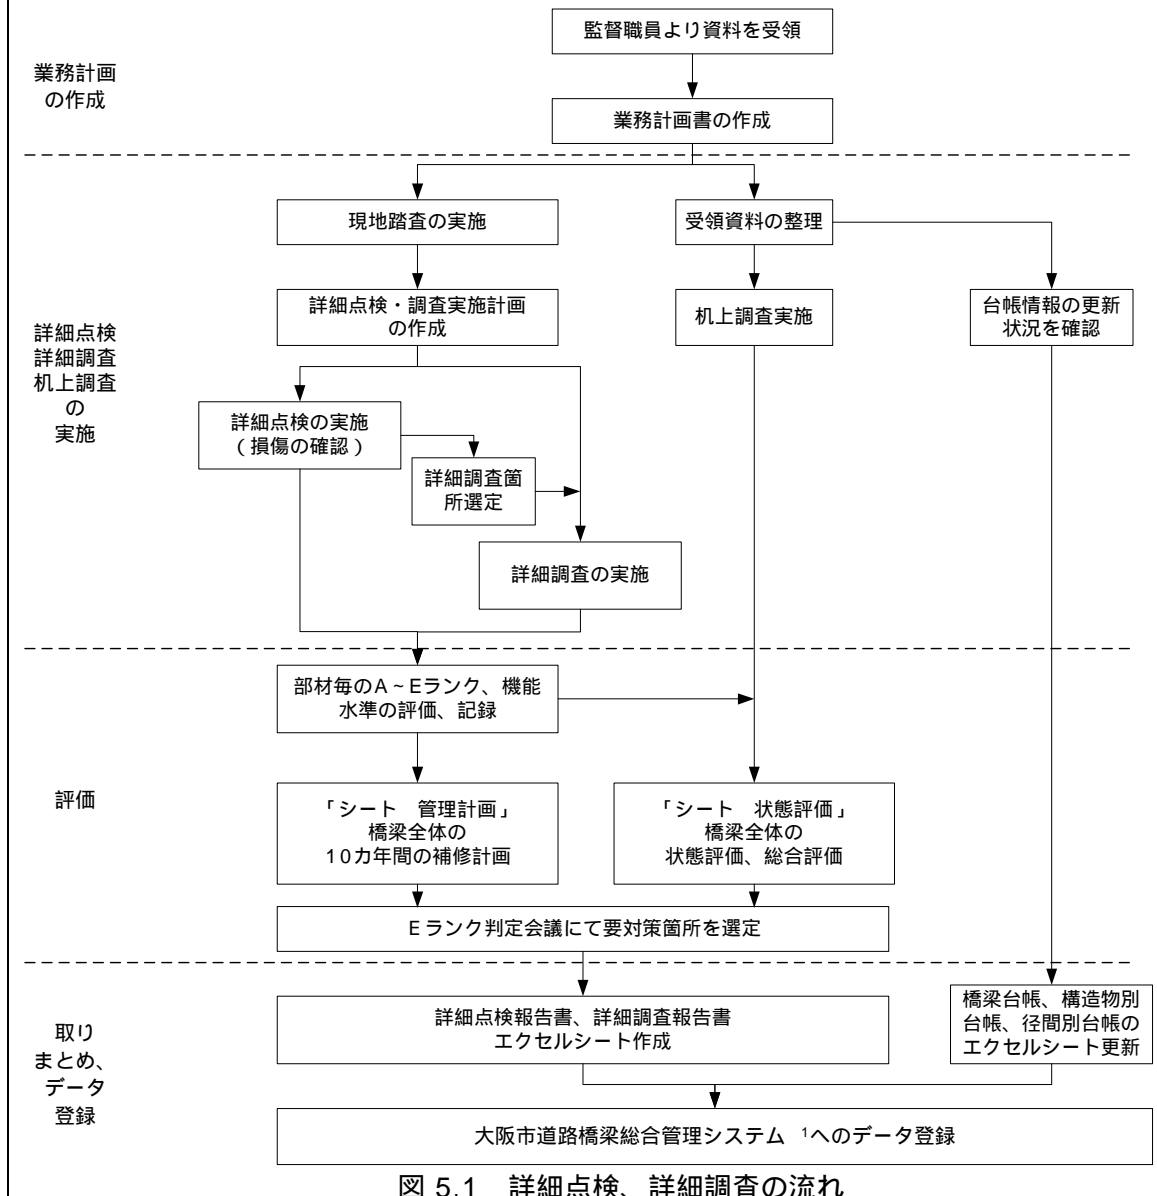 監督職員より資料を受領
業務計画
の作成
業務計画書の作成
現地踏査の実施
受領資料の整理
詳細点検・調査実施計画
の作成
机上調査実施
台帳情報の更新
状況を確認
詳細点検
詳細調査
机上調査
の
実施
詳細点検の実施
（損傷の確認）
詳細調査箇
所選定
詳細調査の実施
部材毎のA～Eランク、機能
水準の評価、記録
評価
「シート　管理計画」
橋梁全体の
10カ年間の補修計画
「シート　状態評価」
橋梁全体の
状態評価、総合評価
Eランク判定会議にて要対策箇所を選定
取り
まとめ、
データ
登録
詳細点検報告書、詳細調査報告書
エクセルシート作成
橋梁台帳、構造物別
台帳、径間別台帳の
エクセルシート更新
大阪市道路橋梁総合管理システム ¹へのデータ登録
図 5.1　詳細点検、詳細調査の流れ